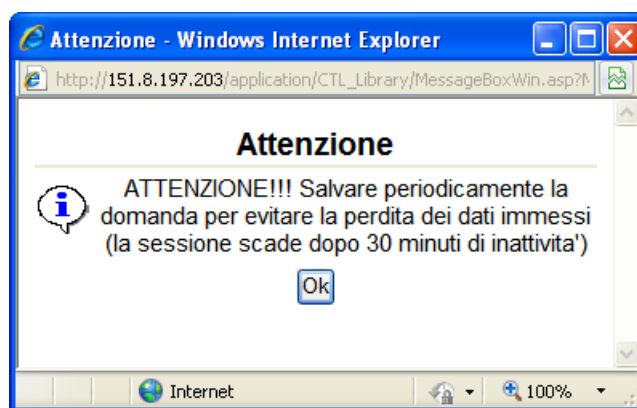 Attenzione - Windows Internet Explorer
http://151.8.197.203/application/CTL_Library/MessageBoxWin.asp?
Attenzione
ATTENZIONE!!! Salvare periodicamente la
domanda per evitare la perdita dei dati immessi
(la sessione scade dopo 30 minuti di inattivita')
Ok
Internet
100%